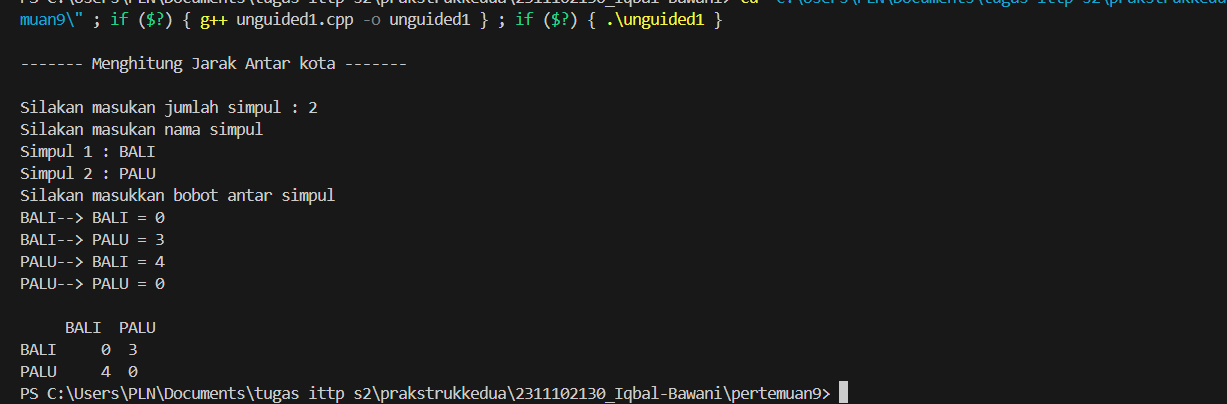 PS C:\Users\PLN\Documents\tugas ittp s2\prakstrukkedua\2311102130_Iqbal-Bawani> cd "c:\Users\PLN\Documents\tugas ittp s2\prakstrukkedua
muan9\" ; if ($?) { g++ unguided1.cpp -o unguided1 } ; if ($?) { .\unguided1 }
------- Menghitung Jarak Antar kota -------
Silakan masukan jumlah simpul : 2
Silakan masukan nama simpul
Simpul 1 : BALI
Simpul 2 : PALU
Silakan masukkan bobot antar simpul
BALI--> BALI = 0
BALI--> PALU = 3
PALU--> BALI = 4
PALU--> PALU = 0
BALI PALU
BALI 0 3
PALU 4 0
PS C:\Users\PLN\Documents\tugas ittp s2\prakstrukkedua\2311102130_Iqbal-Bawani\pertemuan9>